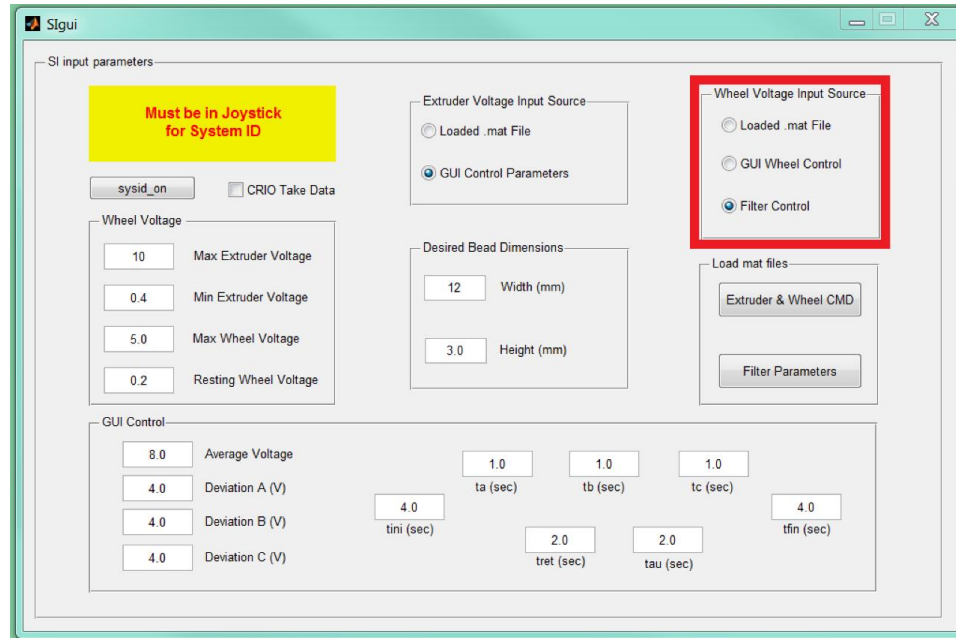 SIgui
SI input parameters
Must be in Joystick
for System ID
sysid_on
CRIO Take Data
Extruder Voltage Input Source
Loaded .mat File
GUI Control Parameters
Wheel Voltage Input Source
Loaded .mat File
GUI Wheel Control
Filter Control
Wheel Voltage
10 Max Extruder Voltage
0.4 Min Extruder Voltage
5.0 Max Wheel Voltage
0.2 Resting Wheel Voltage
Desired Bead Dimensions
12 Width (mm)
3.0 Height (mm)
Load mat files
Extruder & Wheel CMD
Filter Parameters
GUI Control
8.0 Average Voltage
4.0 Deviation A (V)
4.0 Deviation B (V)
4.0 Deviation C (V)
4.0
tini (sec)
1.0
ta (sec)
1.0
tb (sec)
1.0
tc (sec)
2.0
tret (sec)
2.0
tau (sec)
4.0
tfin (sec)